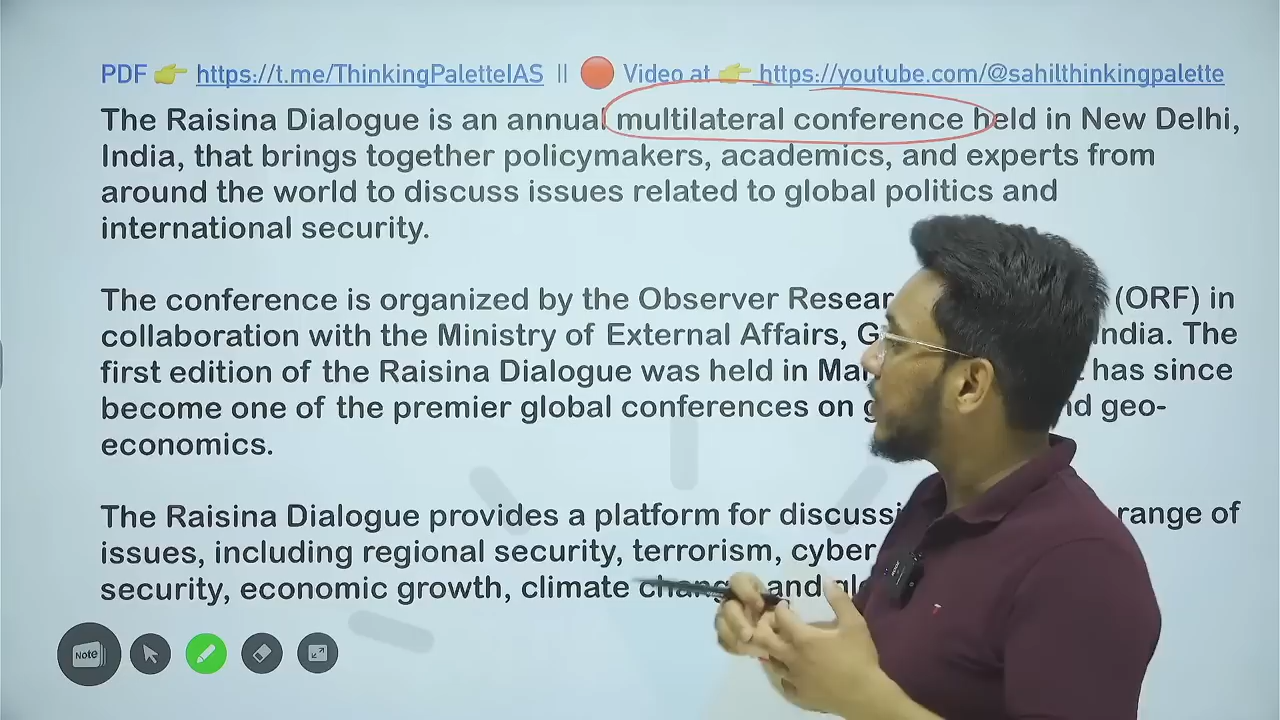 PDF 👉 https://t.me/ThinkingPaletteIAS || 🔴 Video at 👉 https://youtube.com/@sahilthinkingpalette
The Raisina Dialogue is an annual multilateral conference held in New Delhi,
India, that brings together policymakers, academics, and experts from
around the world to discuss issues related to global politics and
international security.
The conference is organized by the Observer (ORF) in
collaboration with the Ministry of External Affairs, India. The
first edition of the Raisina Dialogue was held in has since
become one of the premier global conferences on geo-
economics.
The Raisina Dialogue provides a platform for range of
issues, including regional security, terrorism, cyber
security, economic growth, climate change, and
Note